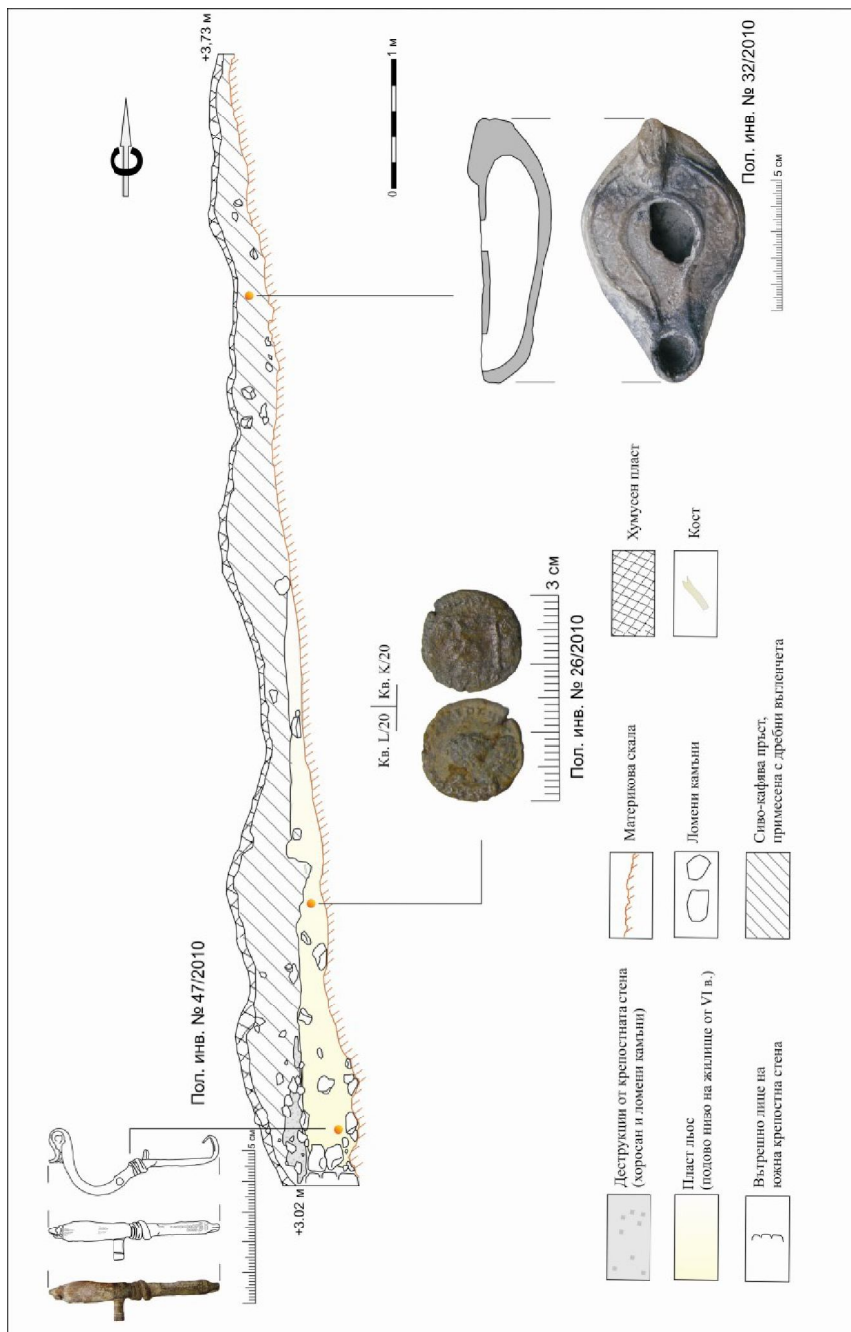 +3,73 м
С
0
1 м
Пол. инв. № 47/2010
5 см
+3.02 м
Кв. L/20
Кв. K/20
3 см
Пол. инв. № 26/2010
Пол. инв. № 32/2010
5 см
Деструкции от крепостната стена
(хоросан и ломени камъни)
Пласт льос
(подово низо на жилище от VI в.)
Вътрешно лице на
южна крепостна стена
Материкова скала
Ломени камъни
Сиво-кафява пръст,
примесена с дребни въгленчета
Хумусен пласт
Кост